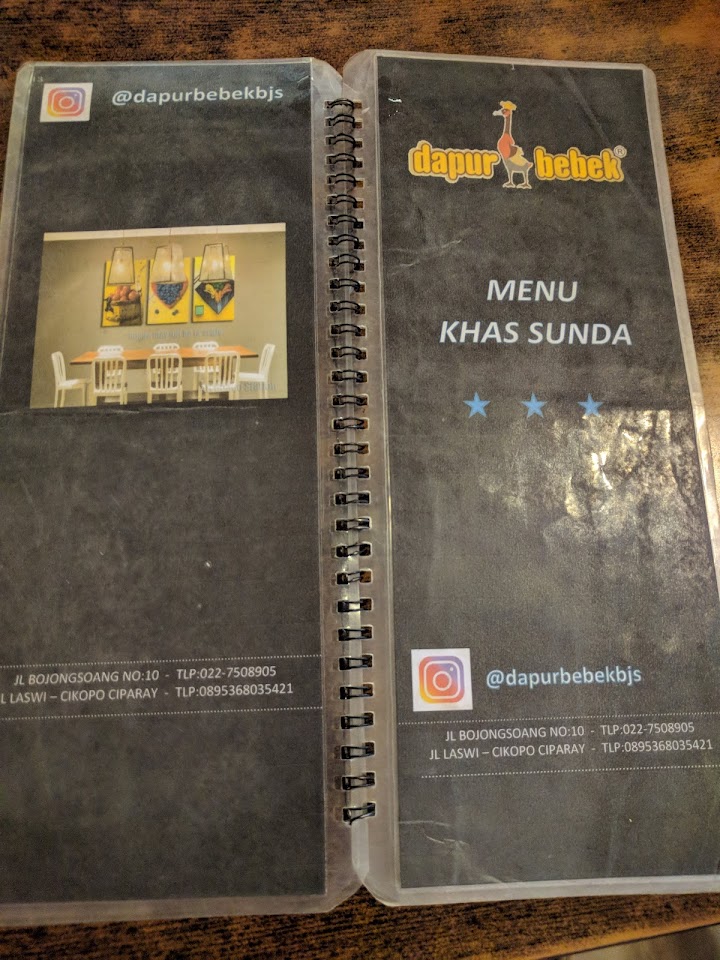 @dapurbebekbjs
JL BOJONGSOANG NO:10 - TLP:022-7508905
JL LASWI – CIKOPO CIPARAY - TLP:0895368035421
dapur bebek®
MENU
KHAS SUNDA
@dapurbebekbjs
JL BOJONGSOANG NO:10 - TLP:022-7508905
JL LASWI – CIKOPO CIPARAY - TLP:0895368035421